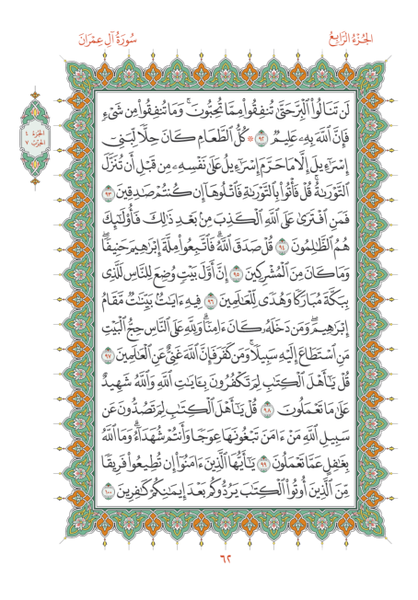 الجُزْءُ الرَّابِعُ
سُورَةُ آلِ عِمْرَانَ
لَن تَنَالُواْ ٱلْبِرَّ حَتَّىٰ تُنفِقُواْ مِمَّا تُحِبُّونَۚ وَمَا تُنفِقُواْ مِن شَىْءٍ
فَإِنَّ ٱللَّهَ بِهِۦ عَلِيمٌ ٩٢ ۞ كُلُّ ٱلطَّعَامِ كَانَ حِلًّا لِّبَنِىٓ
إِسْرَٰٓءِيلَ إِلَّا مَا حَرَّمَ إِسْرَٰٓءِيلُ عَلَىٰ نَفْسِهِۦ مِن قَبْلِ أَن تُنَزَّلَ
ٱلتَّوْرَىٰةُۗ قُلْ فَأْتُواْ بِٱلتَّوْرَىٰةِ فَٱتْلُوهَآ إِن كُنتُمْ صَـٰدِقِينَ ٩٣
فَمَنِ ٱفْتَرَىٰ عَلَى ٱللَّهِ ٱلْكَذِبَ مِنۢ بَعْدِ ذَٰلِكَ فَأُوْلَـٰٓئِكَ
هُمُ ٱلظَّـٰلِمُونَ ٩٤ قُلْ صَدَقَ ٱللَّهُۗ فَٱتَّبِعُواْ مِلَّةَ إِبْرَٰهِيمَ حَنِيفًاۖ
وَمَا كَانَ مِنَ ٱلْمُشْرِكِينَ ٩٥ إِنَّ أَوَّلَ بَيْتٍ وُضِعَ لِلنَّاسِ لَلَّذِى
بِبَكَّةَ مُبَارَكًا وَهُدًى لِّلْعَـٰلَمِينَ ٩٦ فِيهِ ءَايَـٰتٌۢ بَيِّنَـٰتٌ مَّقَامُ
إِبْرَٰهِيمَۖ وَمَن دَخَلَهُۥ كَانَ ءَامِنًاۗ وَلِلَّهِ عَلَى ٱلنَّاسِ حِجُّ ٱلْبَيْتِ
مَنِ ٱسْتَطَاعَ إِلَيْهِ سَبِيلًاۚ وَمَن كَفَرَ فَإِنَّ ٱللَّهَ غَنِىٌّ عَنِ ٱلْعَـٰلَمِينَ ٩٧
قُلْ يَـٰٓأَهْلَ ٱلْكِتَـٰبِ لِمَ تَكْفُرُونَ بِـَٔايَـٰتِ ٱللَّهِ وَٱللَّهُ شَهِيدٌ
عَلَىٰ مَا تَعْمَلُونَ ٩٨ قُلْ يَـٰٓأَهْلَ ٱلْكِتَـٰبِ لِمَ تَصُدُّونَ عَن
سَبِيلِ ٱللَّهِ مَنْ ءَامَنَ تَبْغُونَهَا عِوَجًا وَأَنتُمْ شُهَدَآءُۗ وَمَا ٱللَّهُ
بِغَـٰفِلٍ عَمَّا تَعْمَلُونَ ٩٩ يَـٰٓأَيُّهَا ٱلَّذِينَ ءَامَنُوٓاْ إِن تُطِيعُواْ فَرِيقًا
مِّنَ ٱلَّذِينَ أُوتُواْ ٱلْكِتَـٰبَ يَرُدُّوكُم بَعْدَ إِيمَـٰنِكُمْ كَـٰفِرِينَ ١٠٠
الجزء ٤
الحزب ٧
٦٢